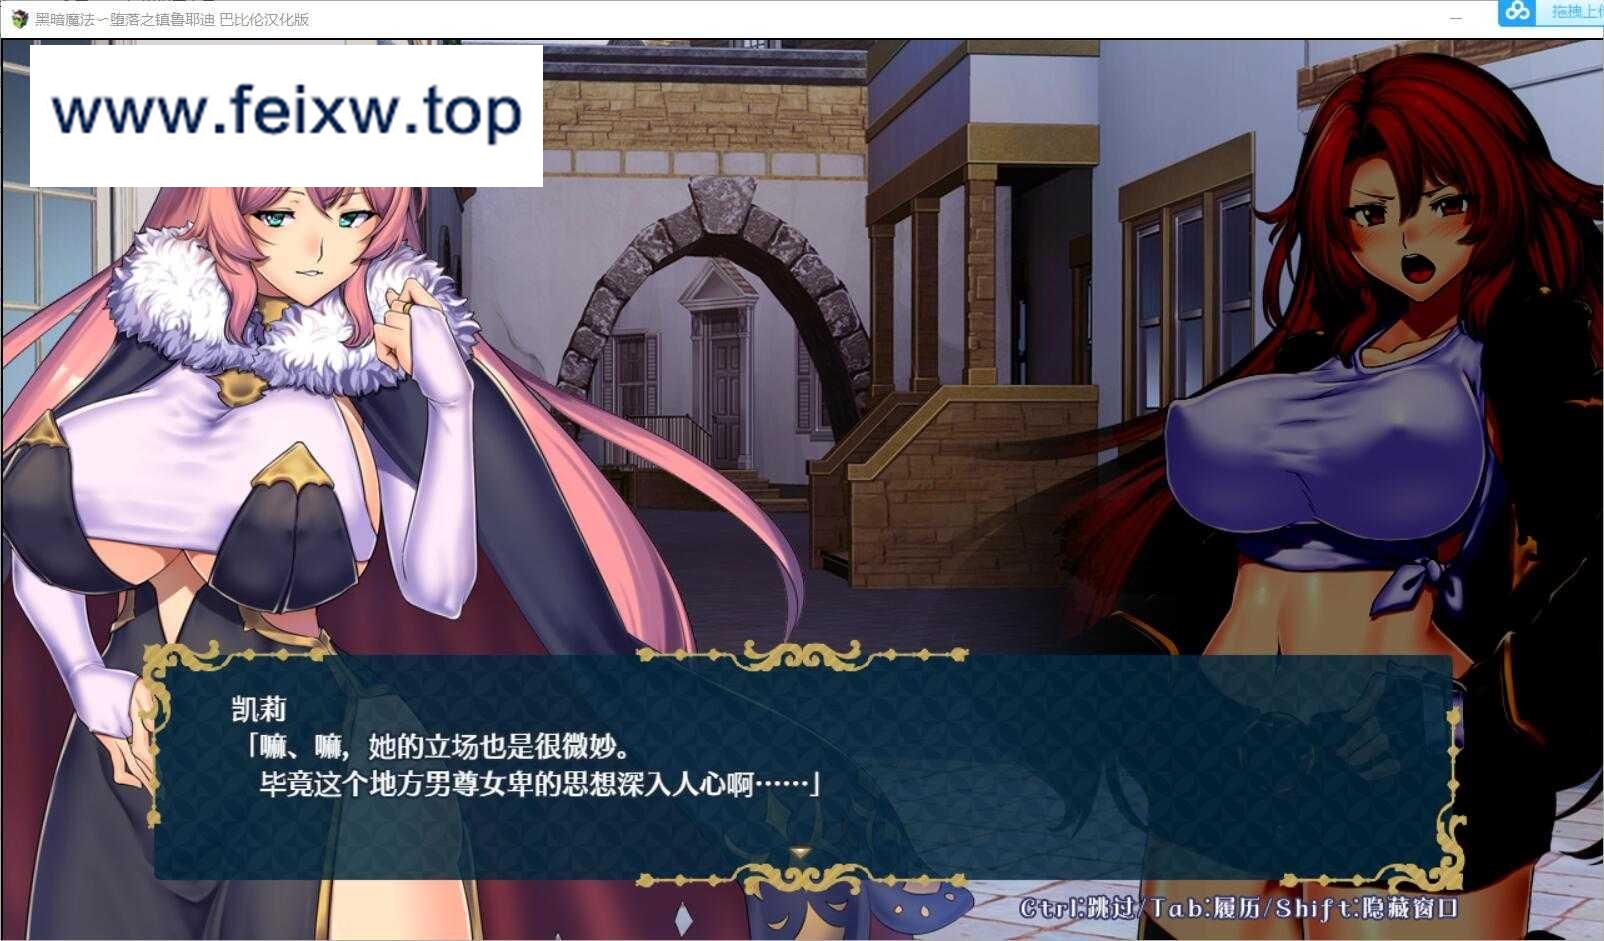 黑暗魔法∽堕落之镇鲁耶迪 巴比伦汉化版
拖拽上
www.feixw.top
凯莉
「嘛、嘛，她的立场也是很微妙。
毕竟这个地方男尊女卑的思想深入人心啊……」
Ctrl:跳过/Tab:履历/Shift:隐藏窗口